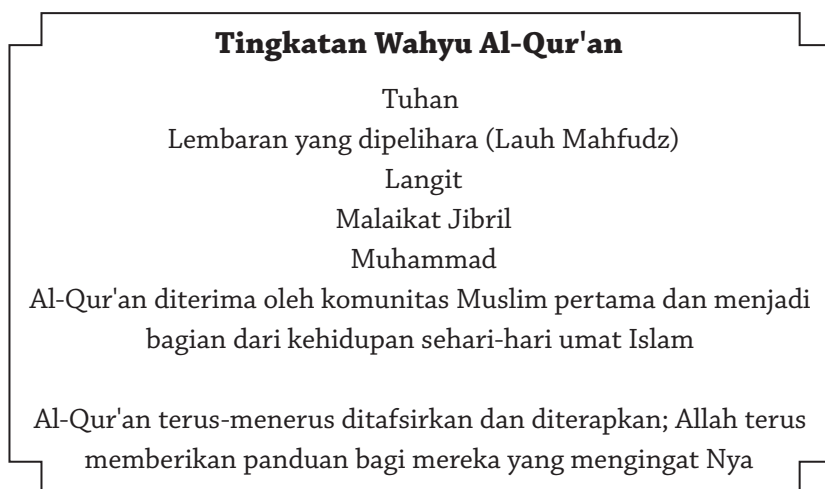 Tingkatan Wahyu Al-Qur'an
Tuhan
Lembaran yang dipelihara (Lauh Mahfudz)
Langit
Malaikat Jibril
Muhammad
Al-Qur'an diterima oleh komunitas Muslim pertama dan menjadi
bagian dari kehidupan sehari-hari umat Islam
Al-Qur'an terus-menerus ditafsirkan dan diterapkan; Allah terus
memberikan panduan bagi mereka yang mengingat Nya